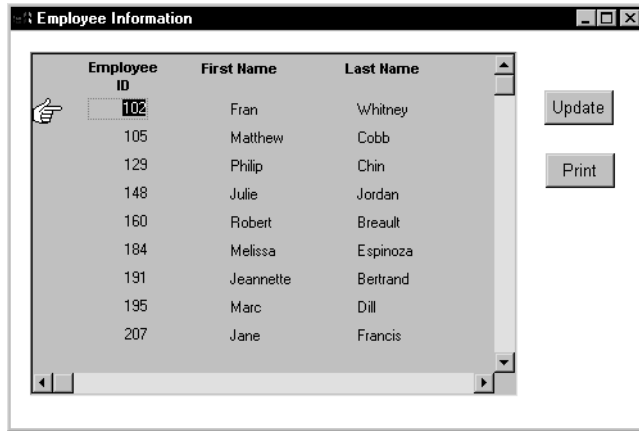 Employee Information
Employee ID First Name Last Name
102 Fran Whitney
105 Matthew Cobb
129 Philip Chin
148 Julie Jordan
160 Robert Breault
184 Melissa Espinoza
191 Jeannette Bertrand
195 Marc Dill
207 Jane Francis
Update
Print